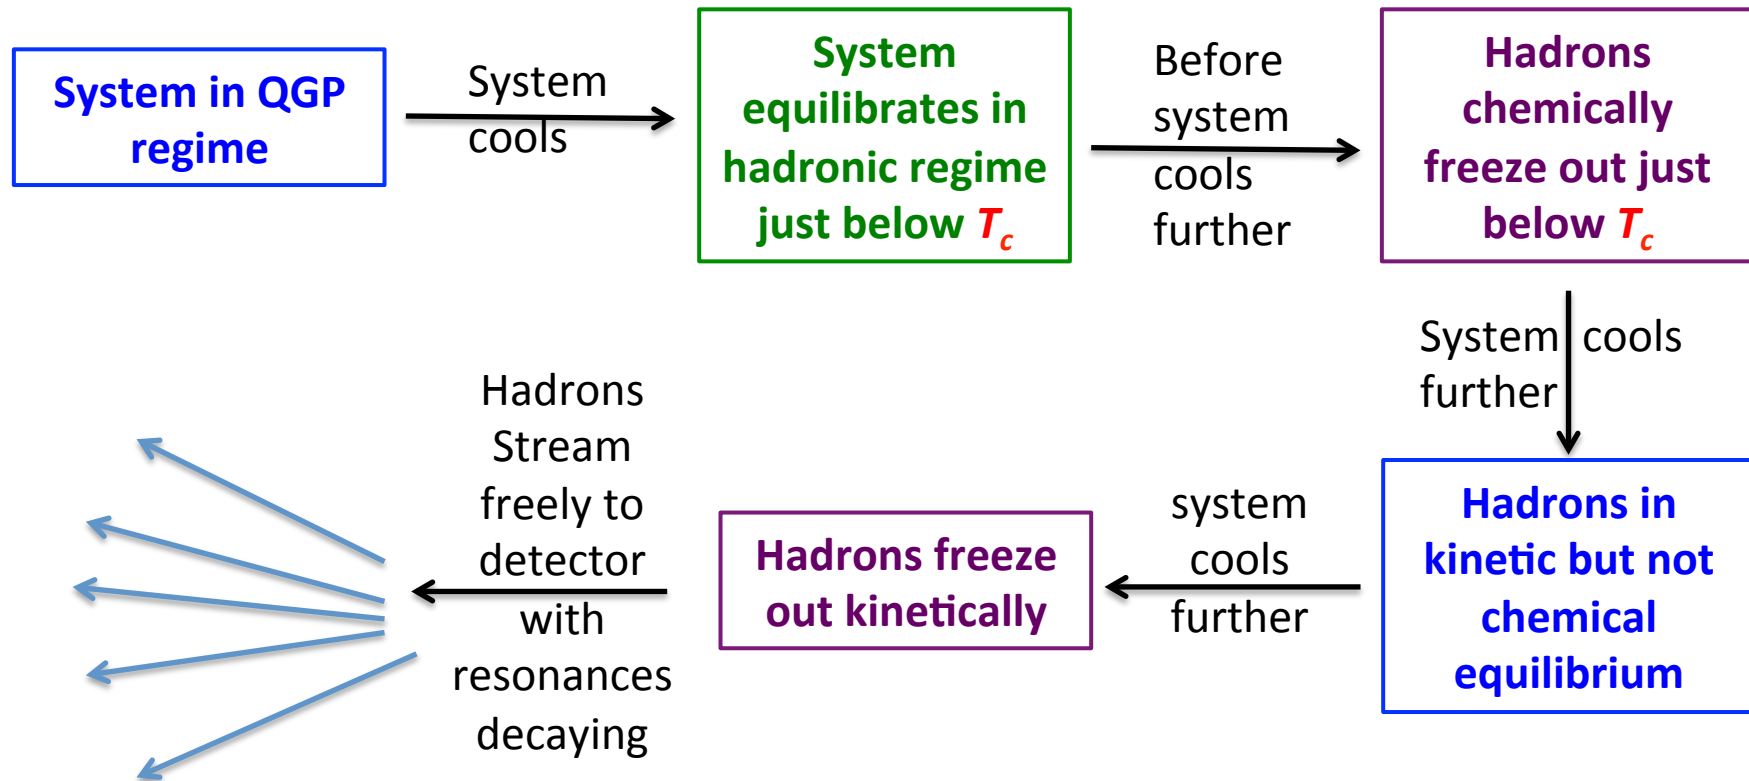 System in QGP
regime
System
cools
System
equilibrates in
hadronic regime
just below T_c
Before
system
cools
further
Hadrons
chemically
freeze out just
below T_c
System cools
further
Hadrons in
kinetic but not
chemical
equilibrium
system
cools
further
Hadrons freeze
out kinetically
Hadrons
Stream
freely to
detector
with
resonances
decaying